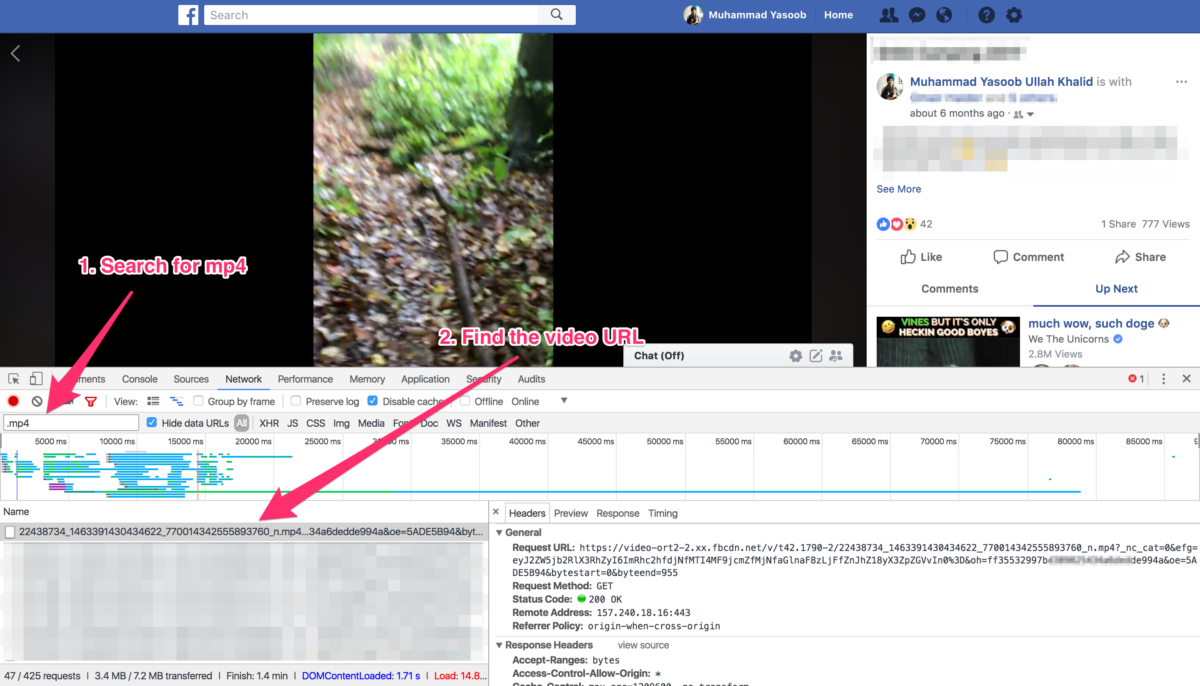 f Search
Muhammad Yasoob Home
Muhammad Yasoob Ullah Khalid is with
about 6 months ago
See More
42 1 Share 777 Views
Like Comment Share
Comments Up Next
VINES BUT IT'S ONLY
HECKIN GOOD BOYES
much wow, such doge
We The Unicorns
2.8M Views
1. Search for mp4
2. Find the video URL
Chat (Off)
Console Sources Network Performance Memory Application Security Audits 1
View: Group by frame Preserve log Disable cache Offline Online
.mp4 Hide data URLs All XHR JS CSS Img Media Doc WS Manifest Other
5000 ms 10000 ms 15000 ms 20000 ms 25000 ms 35000 ms 40000 ms 45000 ms 50000 ms 55000 ms 60000 ms 65000 ms 70000 ms 75000 ms 80000 ms 85000 ms
Name
22438734_1463391430434622_770014342555893760_n.mp4...34a6dedde994a&oe=5ADE5B94&byt...
47 / 425 requests | 3.4 MB / 7.2 MB transferred | Finish: 1.4 min | DOMContentLoaded: 1.71 s | Load: 14.8...
Headers Preview Response Timing
General
Request URL: https://video-ort2-2.xx.fbcdn.net/v/t42.1790-2/22438734_1463391430434622_770014342555893760_n.mp4?_nc_cat=0&efg=
eyJ2ZW5jb2RlX3RhZyI6ImRhc2hfdjNfMTI4MF9jcmZfMjNfaGlnaF8zLjFfZnJhZ18yX3ZpZGVvIn0%3D&oh=ff35532997b de994a&oe=5A
DE5B94&bytestart=0&byteend=955
Request Method: GET
Status Code: 200 OK
Remote Address: 157.240.18.16:443
Referrer Policy: origin-when-cross-origin
Response Headers view source
Accept-Ranges: bytes
Access-Control-Allow-Origin: *